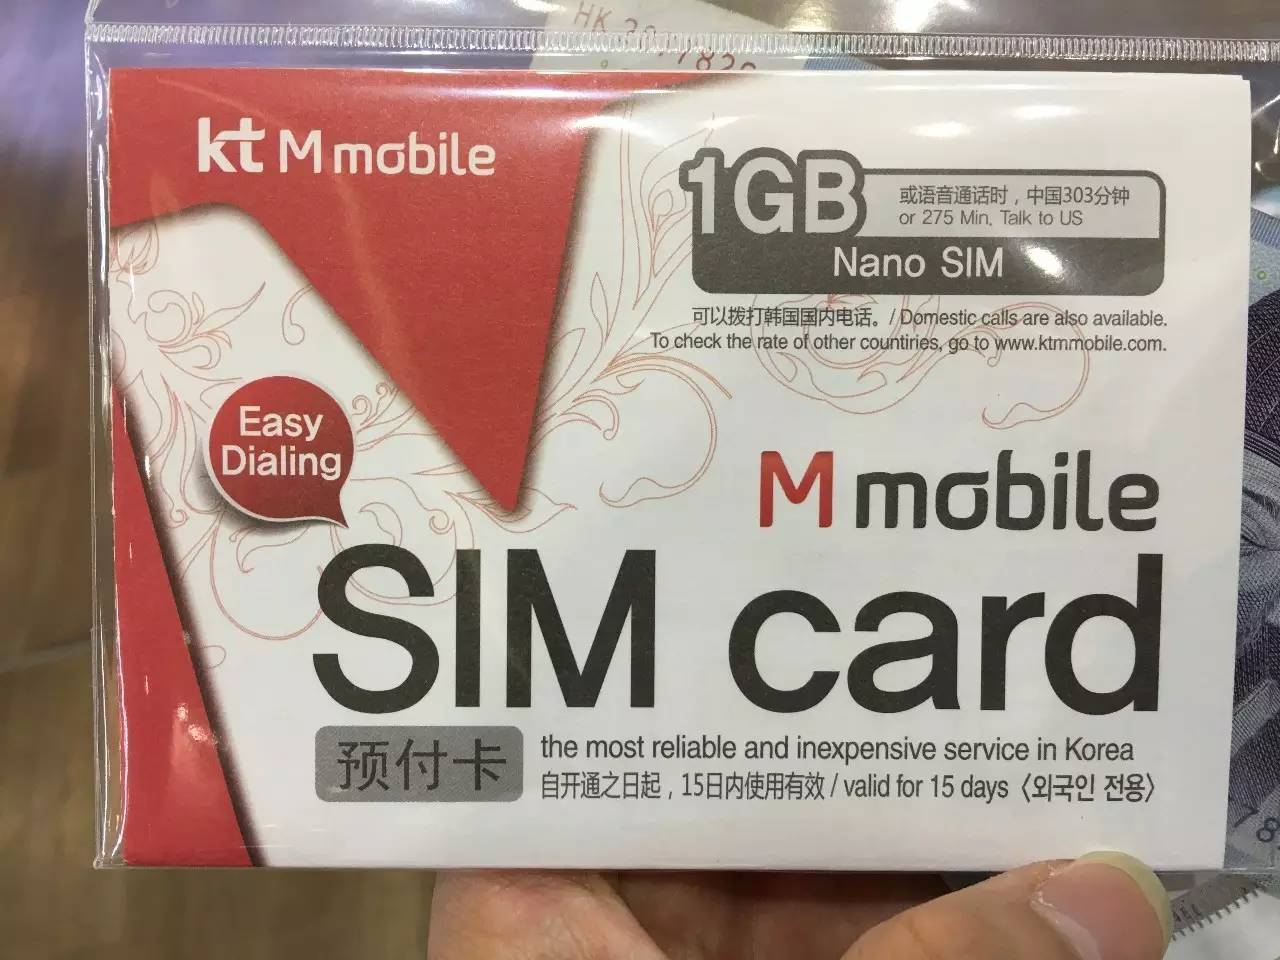 kt M mobile
1GB
或语音通话时，中国303分钟
or 275 Min. Talk to US
Nano SIM
可以拨打韩国国内电话。/ Domestic calls are also available.
To check the rate of other countiries, go to www.ktmmobile.com.
Easy
Dialing
M mobile
SIM card
预付卡
the most reliable and inexpensive service in Korea
自开通之日起，15日内使用有效 / valid for 15 days〈외국인 전용〉